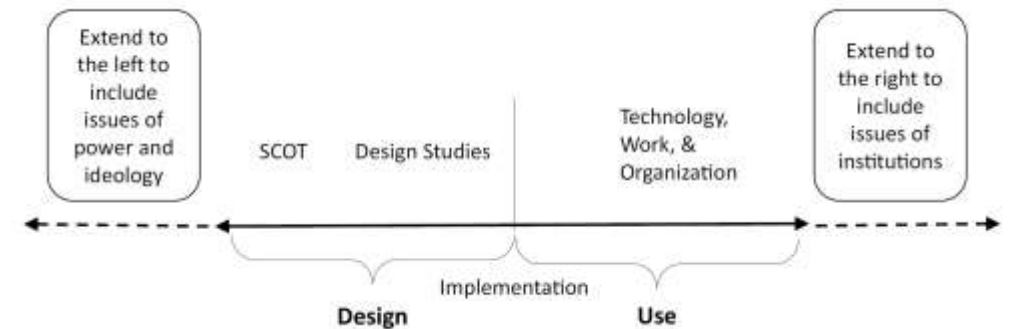 Extend to
the left to
include
issues of
power and
ideology
SCOT
Design Studies
Technology,
Work, &
Organization
Extend to
the right to
include
issues of
institutions
Implementation
Design
Use